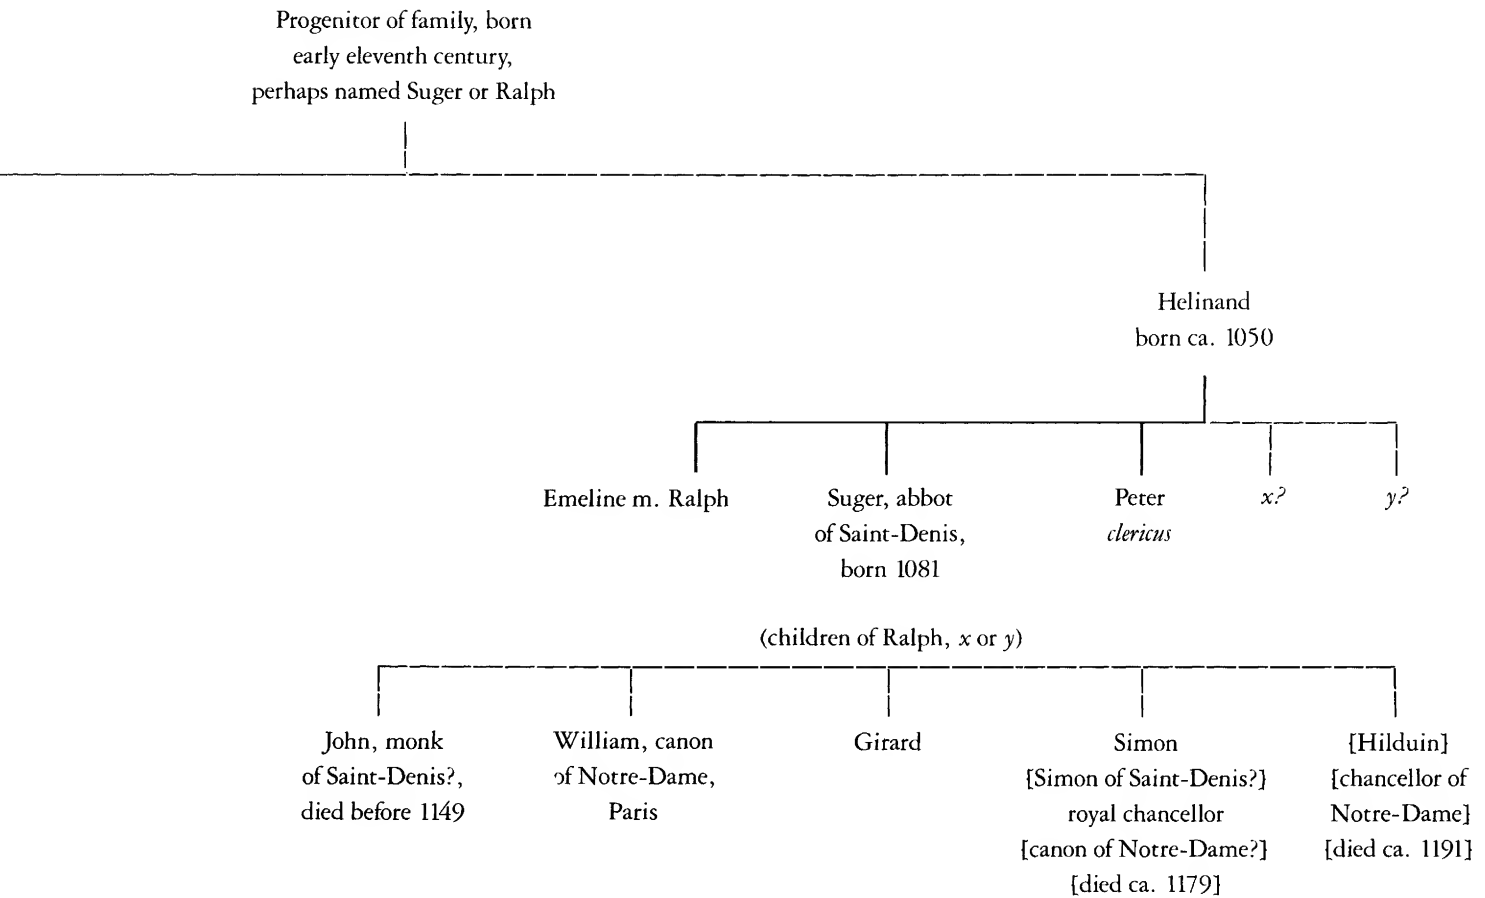 Progenitor of family, born
early eleventh century,
perhaps named Suger or Ralph
Helinand
born ca. 1050
Emeline m. Ralph
Suger, abbot
of Saint-Denis,
born 1081
Peter
clericus
x?
y?
(children of Ralph, x or y)
John, monk
of Saint-Denis?,
died before 1149
William, canon
of Notre-Dame,
Paris
Girard
Simon
[Simon of Saint-Denis?]
royal chancellor
[canon of Notre-Dame?]
[died ca. 1179]
[Hilduin]
[chancellor of
Notre-Dame]
[died ca. 1191]